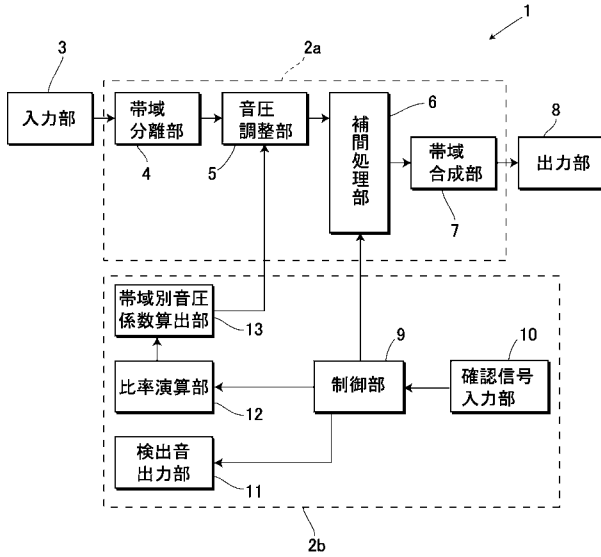 1
2a
3
入力部
帯域
分離部
4
音圧
調整部
5
6
補間処理部
帯域
合成部
7
8
出力部
帯域別音圧
係数算出部
13
比率演算部
12
検出音
出力部
11
9
制御部
10
確認信号
入力部
2b